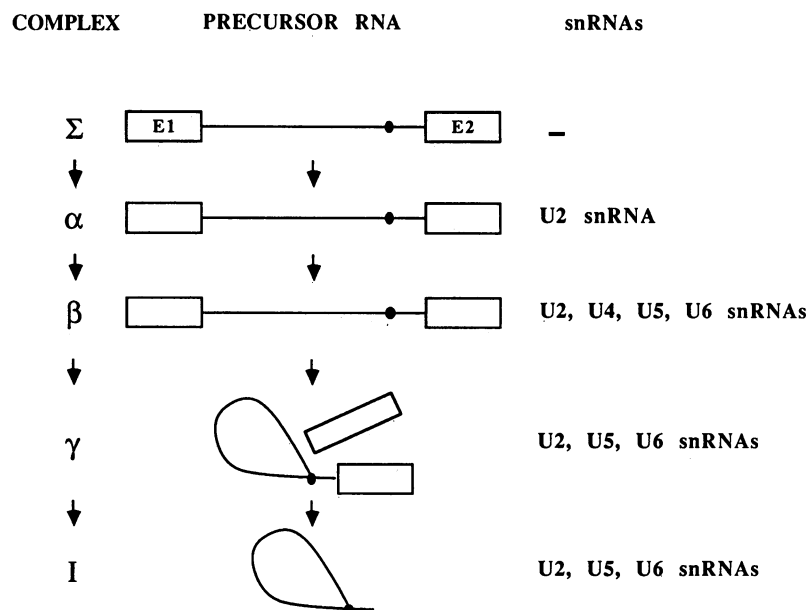 COMPLEX PRECURSOR RNA snRNAs
Σ E1 E2 –
α U2 snRNA
β U2, U4, U5, U6 snRNAs
γ U2, U5, U6 snRNAs
I U2, U5, U6 snRNAs